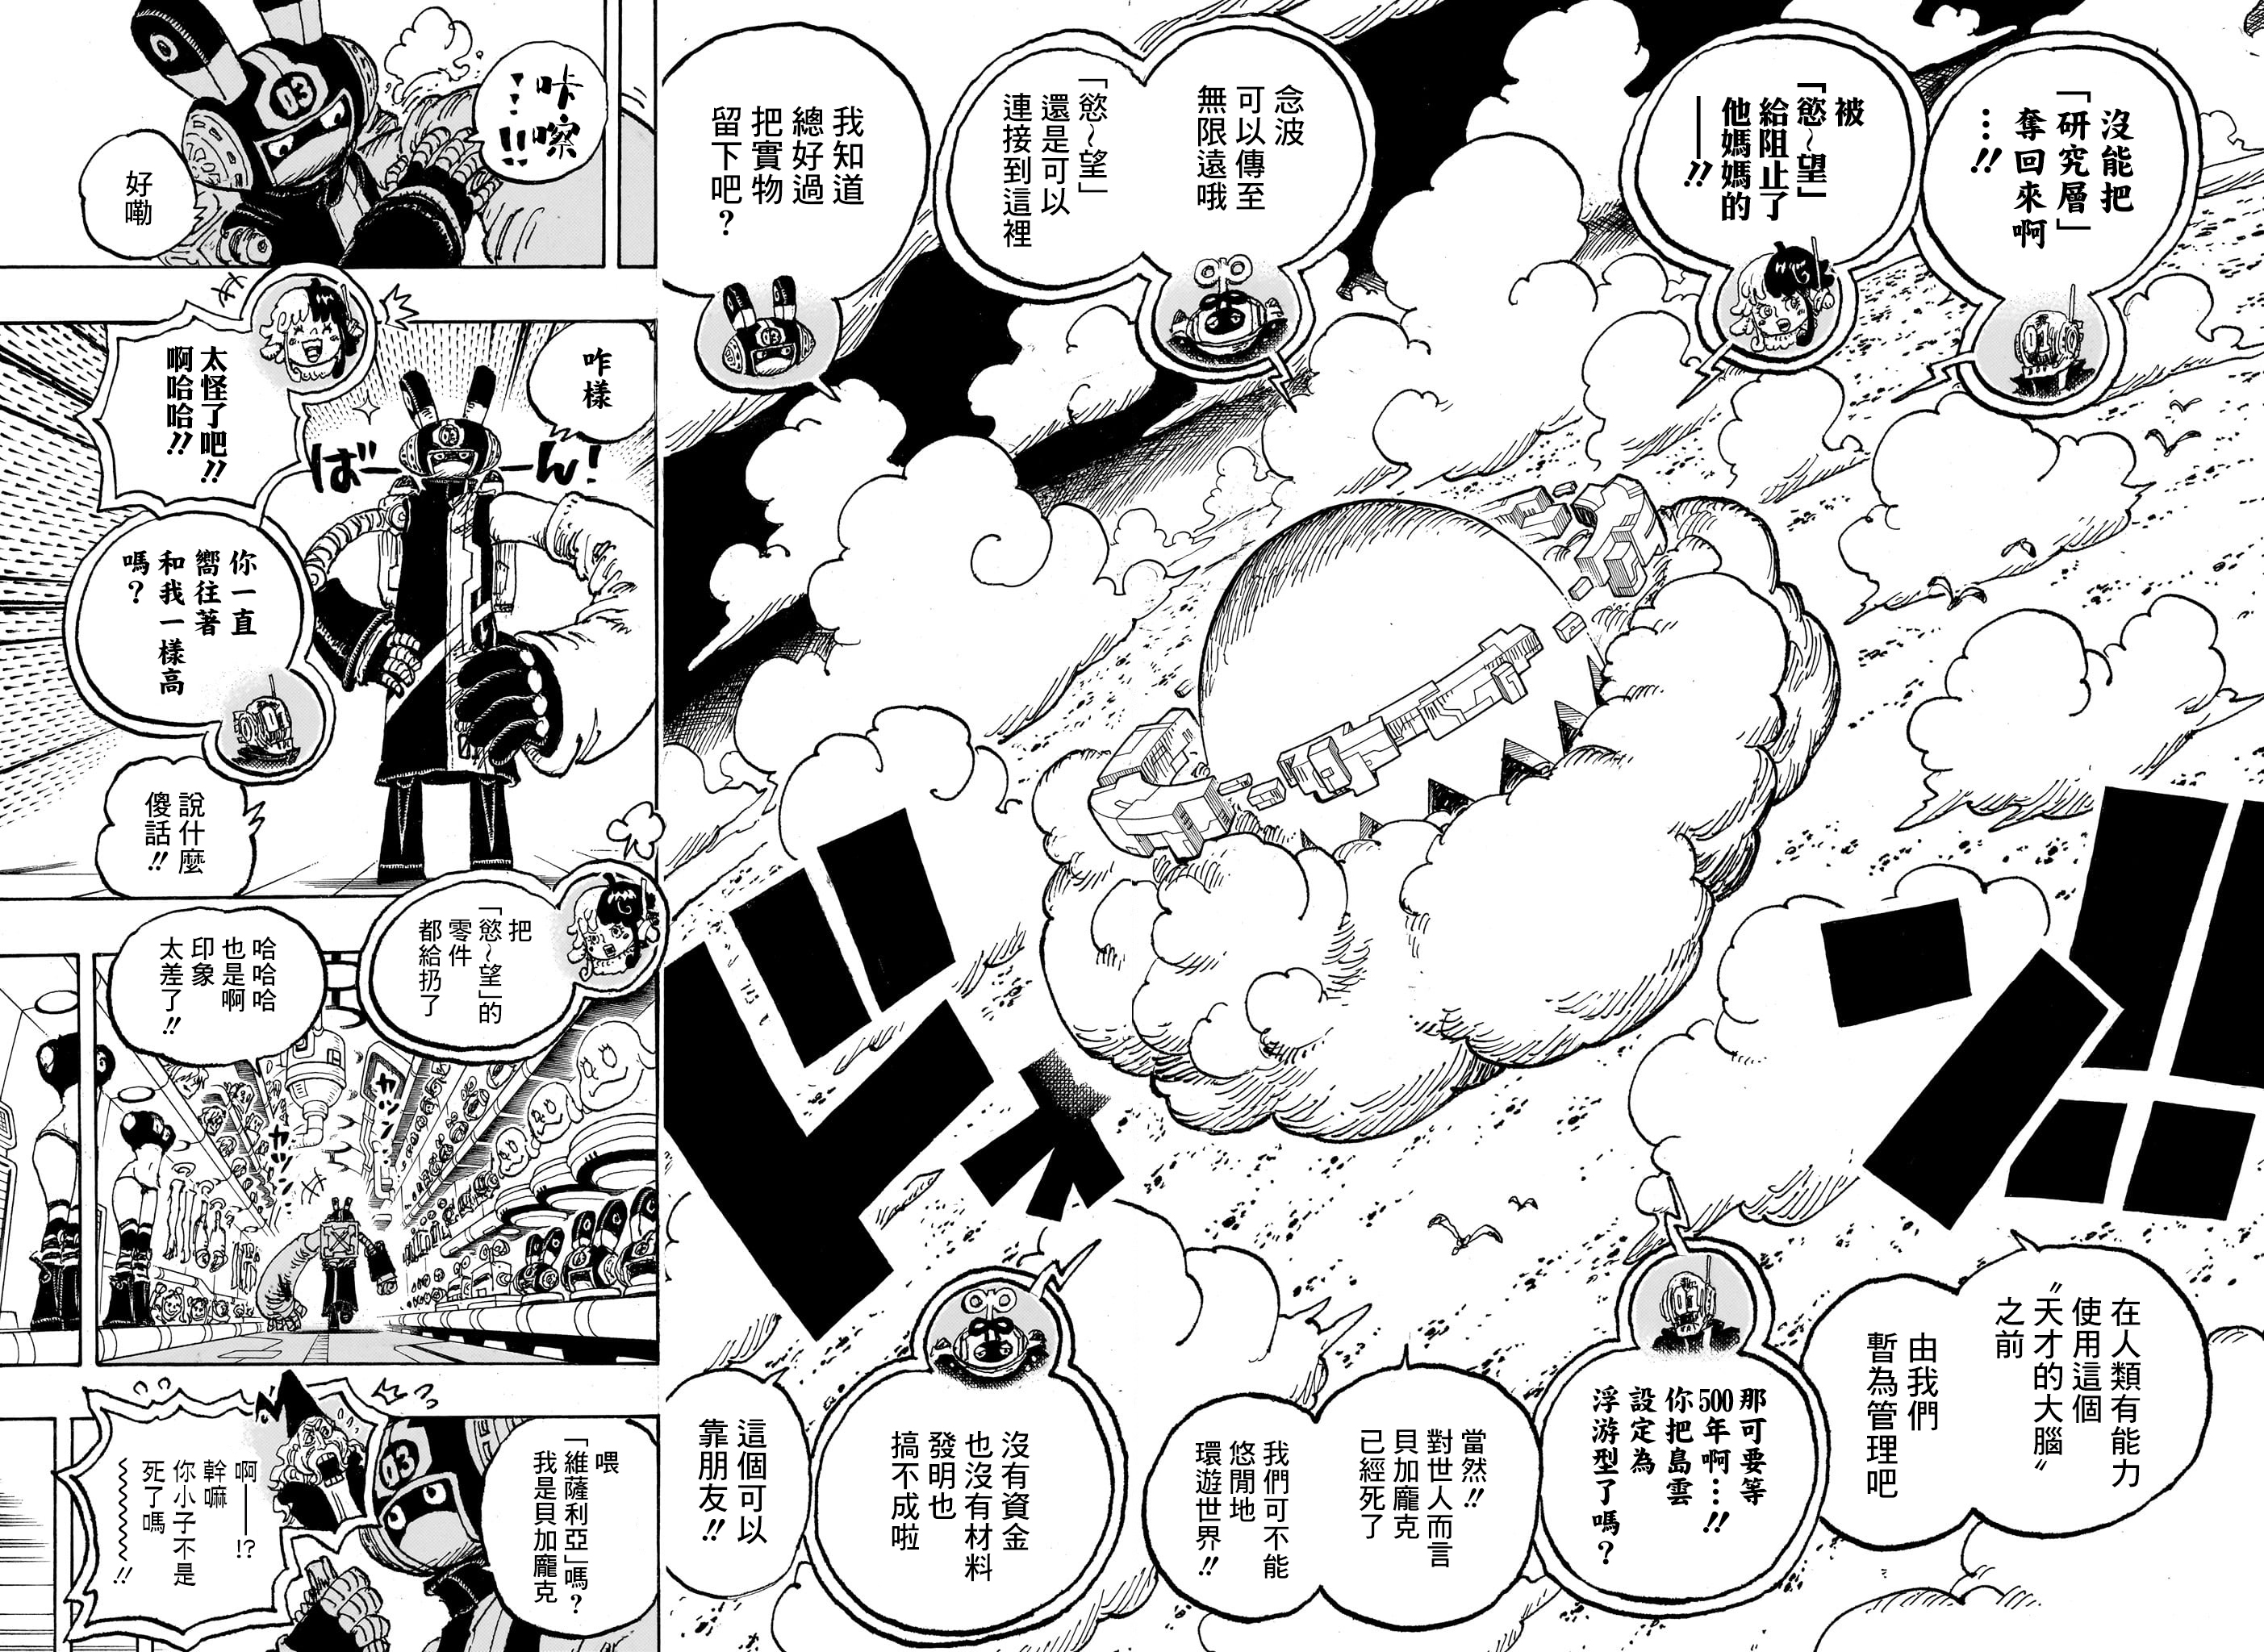 沒能把
「研究層」
奪回來啊
…!!
被
「慾～望」
給阻止了
他媽媽的
——!!
念波
可以傳至
無限遠哦
「慾～望」
還是可以
連接到這裡
我知道
總好過
把實物
留下吧？
ドドォ!!
在人類有能力
使用這個
〝天才的大腦〞
之前
由我們
暫為管理吧
那可要等
500年啊…!!
你把島雲
設定為
浮游型了嗎？
當然!!
對世人而言
貝加龐克
已經死了
我們可不能
悠閒地
環遊世界!!
沒有資金
也沒有材料
發明也
搞不成啦
這個可以
靠朋友!!
咔嚓
!!
03
好嘞
咋樣
ばーーん!
03
太怪了吧!!
啊哈哈!!
你一直
嚮往著
和我一樣高
嗎？
說什麼
傻話!!
把
「慾～望」的
零件
都給扔了
哈哈哈
也是啊
印象
太差了!!
カツン…
カツン…
喂
「維薩利亞」嗎？
我是貝加龐克
03
啊——!?
幹嘛
你小子不是
死了嗎
～～～～!!